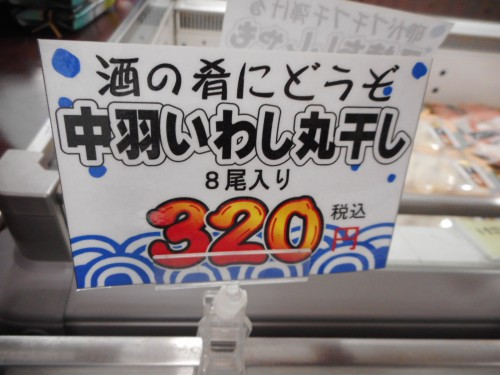 酒の肴にどうぞ
中羽いわし丸干し
8尾入り
320
税込
円